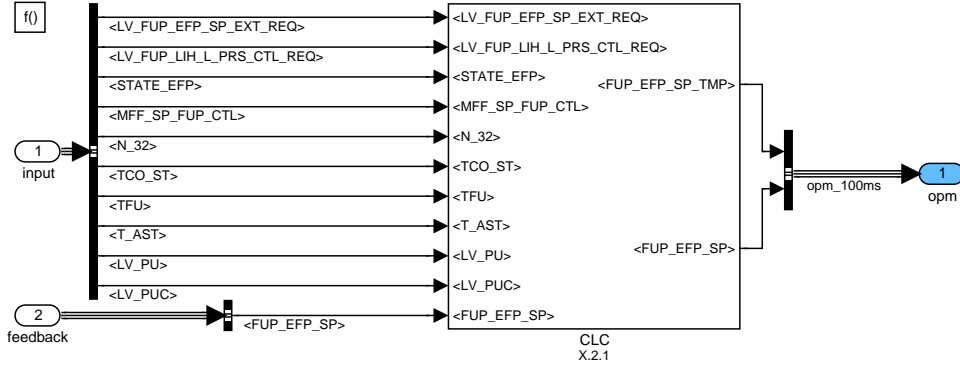 f()
<LV_FUP_EFP_SP_EXT_REQ>
<LV_FUP_LIH_L_PRS_CTL_REQ>
<STATE_EFP>
<MFF_SP_FUP_CTL>
<N_32>
<TCO_ST>
<TFU>
<T_AST>
<LV_PU>
<LV_PUC>
1
input
2
feedback
<FUP_EFP_SP>
<LV_FUP_EFP_SP_EXT_REQ>
<LV_FUP_LIH_L_PRS_CTL_REQ>
<STATE_EFP>
<MFF_SP_FUP_CTL>
<N_32>
<TCO_ST>
<TFU>
<T_AST>
<LV_PU>
<LV_PUC>
<FUP_EFP_SP>
<FUP_EFP_SP_TMP>
<FUP_EFP_SP>
CLC
X.2.1
opm_100ms
1
opm